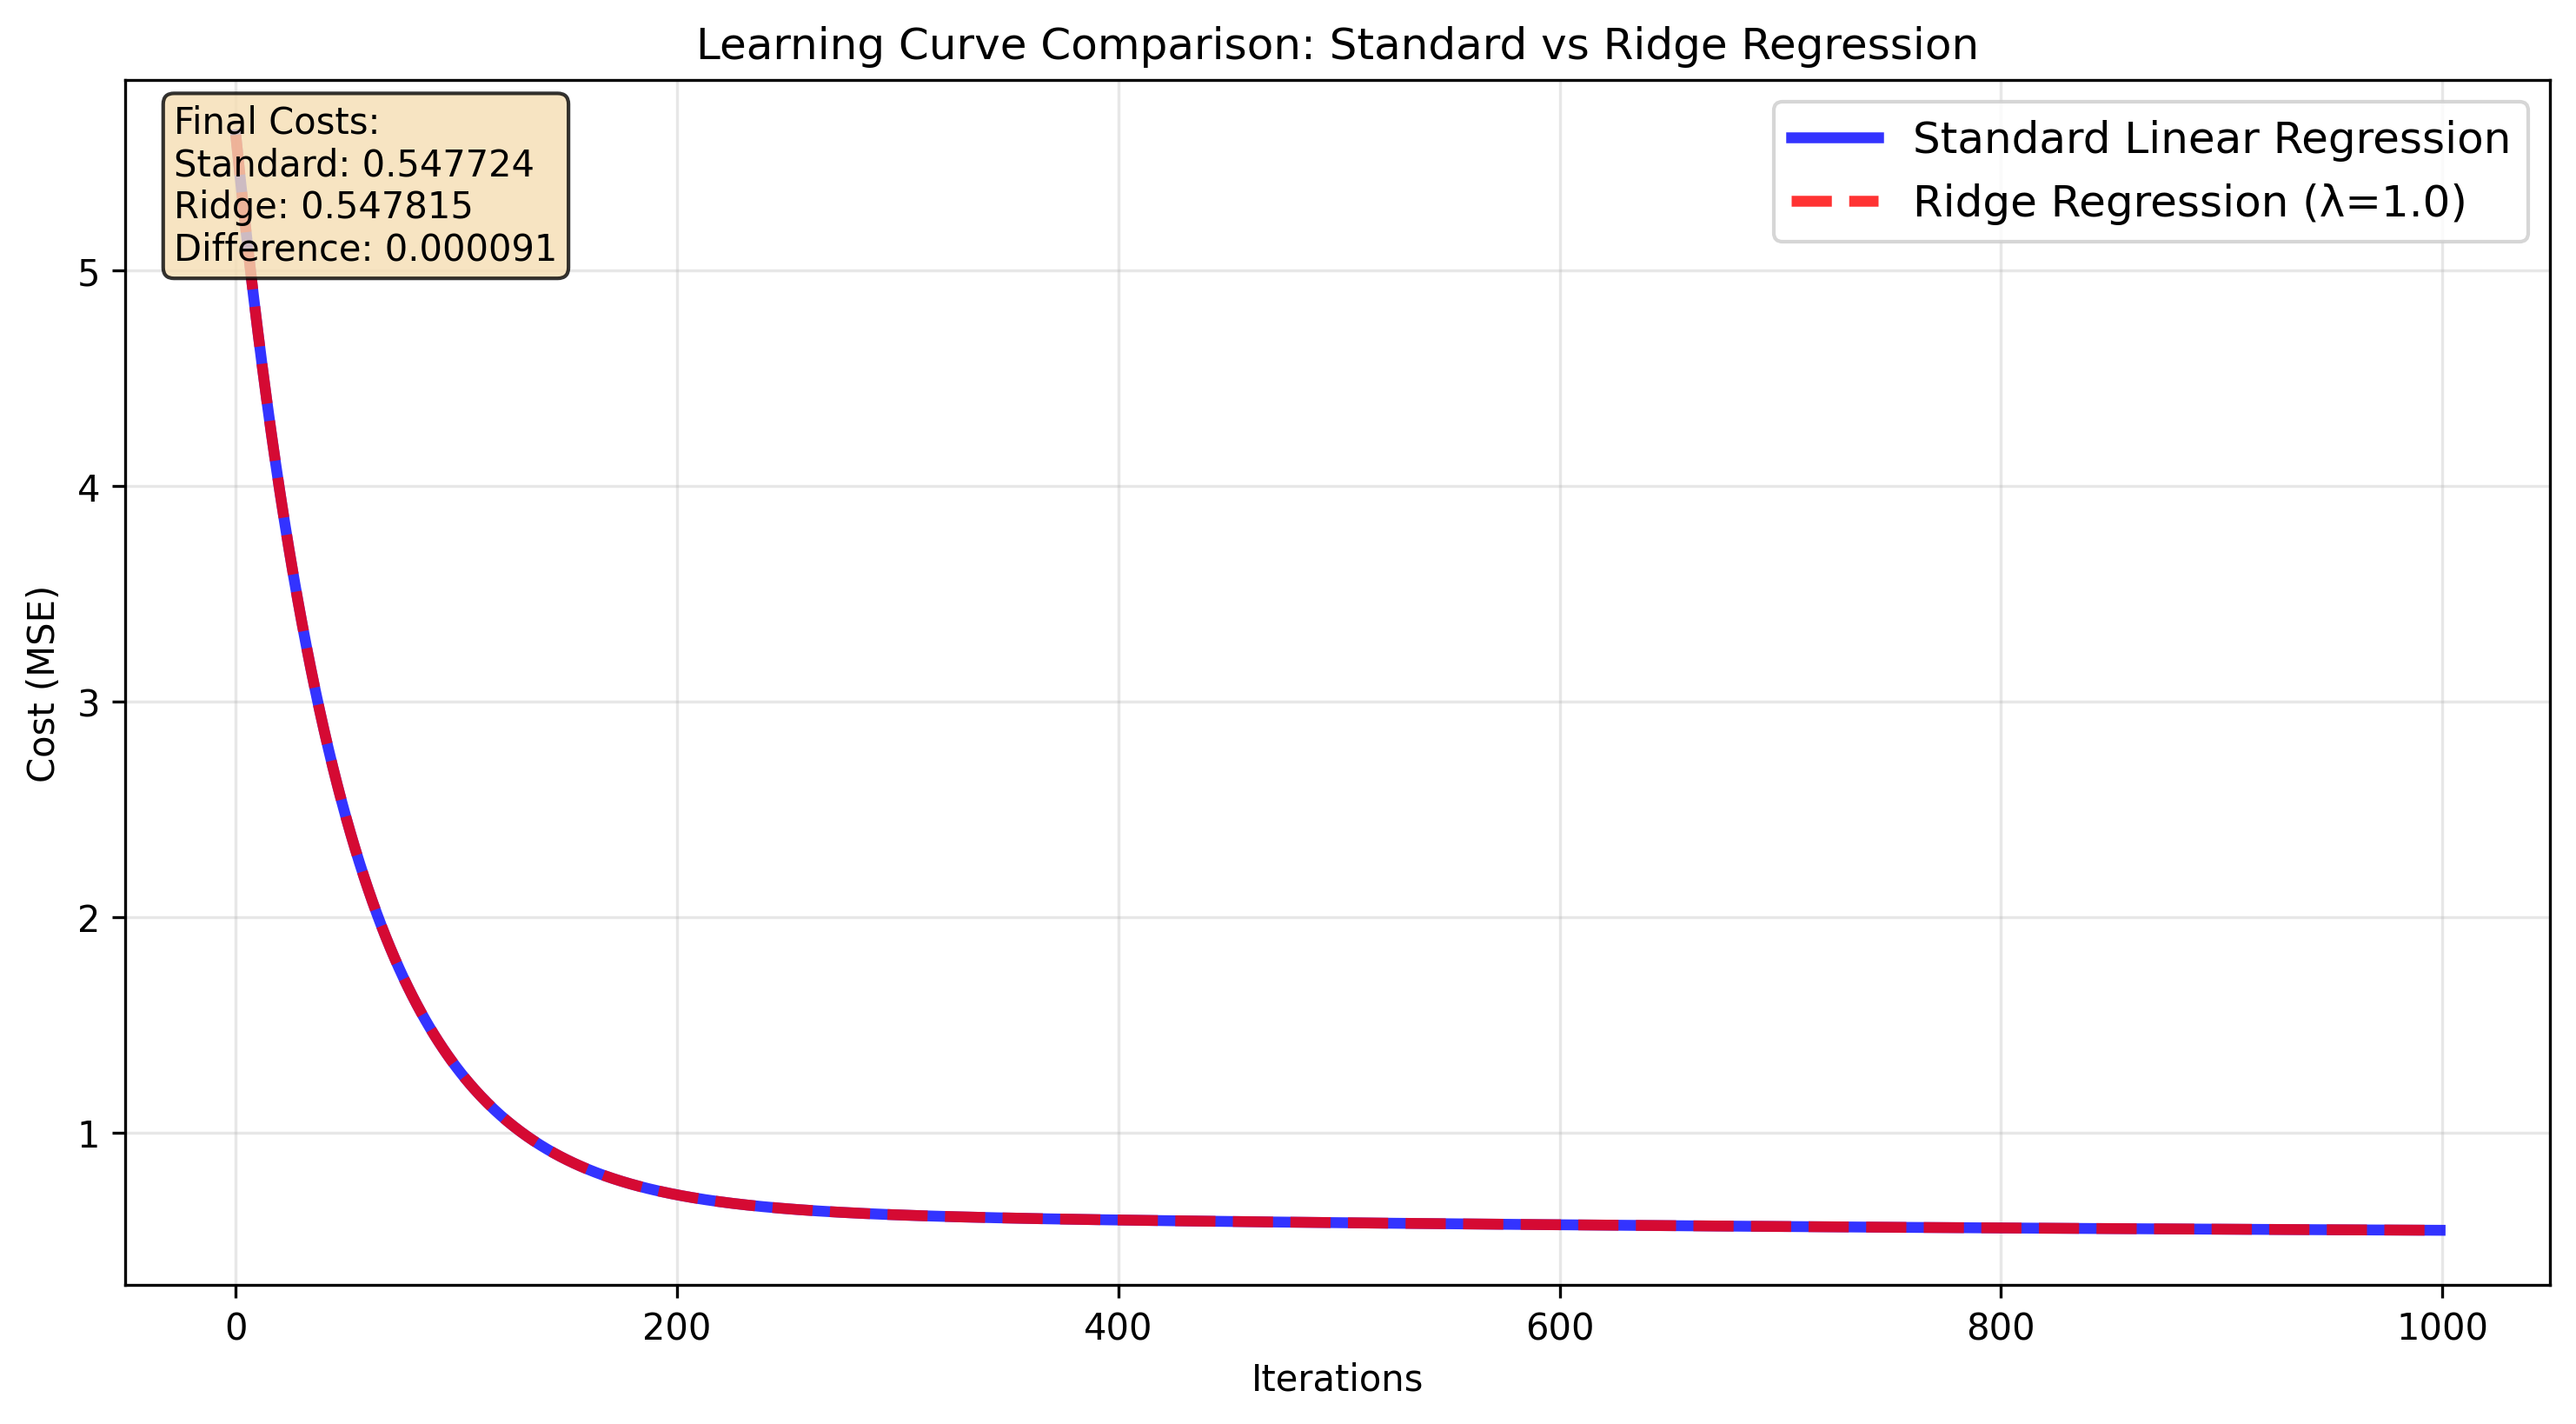 Learning Curve Comparison: Standard vs Ridge Regression
Final Costs:
Standard: 0.547724
Ridge: 0.547815
Difference: 0.000091
Standard Linear Regression
Ridge Regression (λ=1.0)
Cost (MSE)
5
4
3
2
1
0
200
400
600
800
1000
Iterations